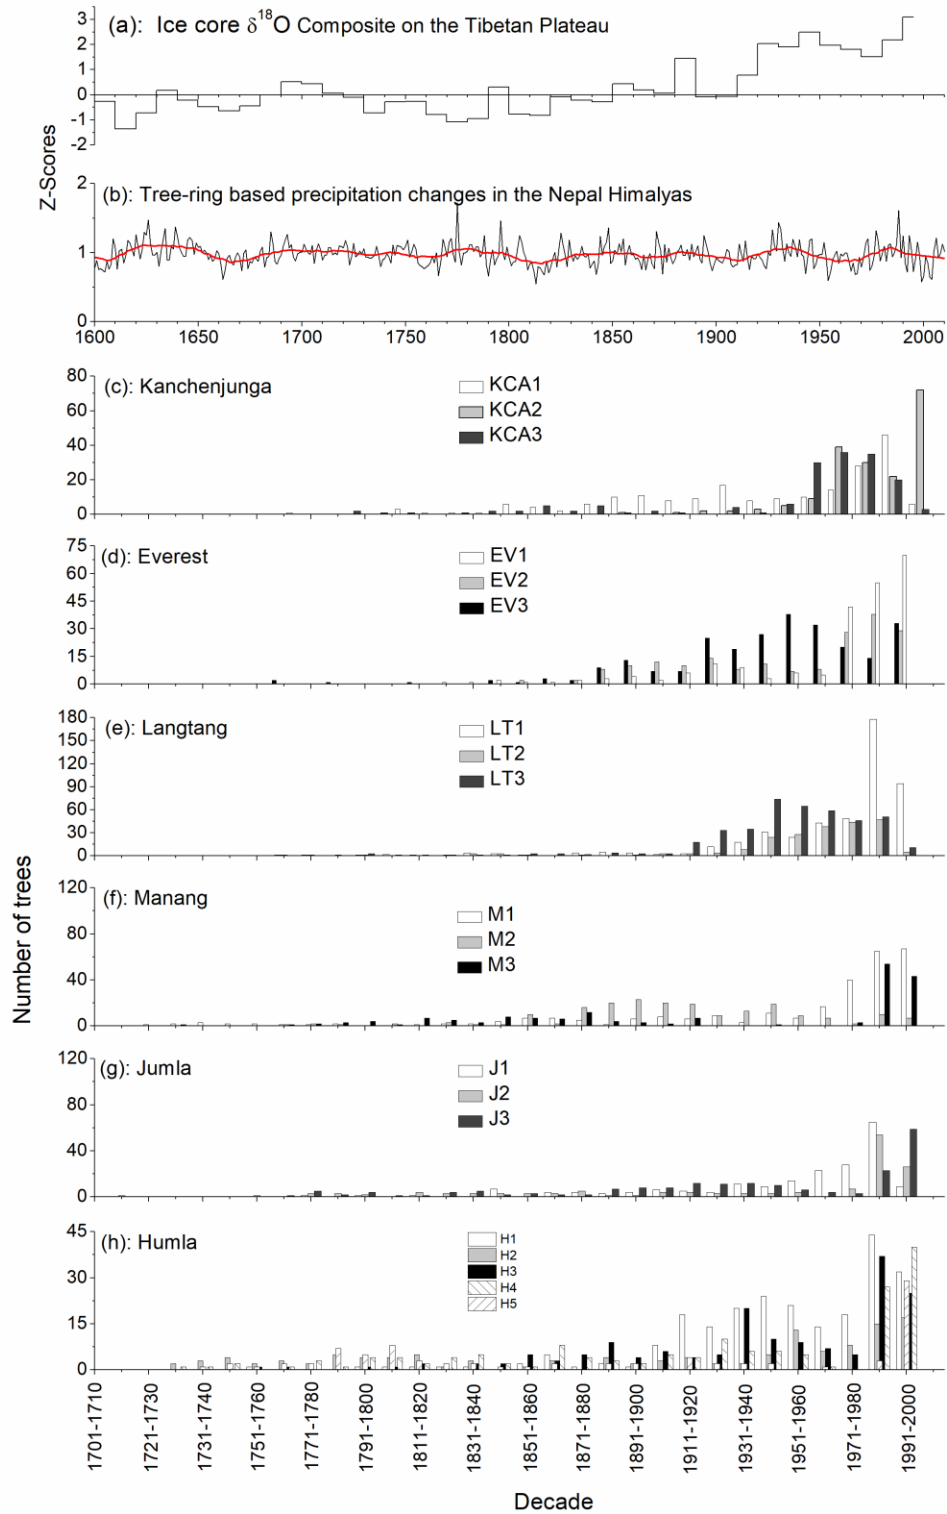 (a): Ice core δ18O Composite on the Tibetan Plateau
3
2
1
0
0
-1
-2
Z-Scores
(b): Tree-ring based precipitation changes in the Nepal Himalyas
2
1
0
1600 1650 1700 1750 1800 1850 1900 1950 2000
(c): Kanchenjunga
KCA1
KCA2
KCA3
80
60
40
20
0
(d): Everest
EV1
EV2
EV3
75
60
45
30
15
0
(e): Langtang
LT1
LT2
LT3
180
150
120
90
60
30
0
Number of trees
(f): Manang
M1
M2
M3
120
80
40
0
(g): Jumla
J1
J2
J3
120
80
40
0
(h): Humla
H1
H2
H3
H4
H5
45
30
15
0
1701-1710
1721-1730
1731-1740
1751-1760
1771-1780
1791-1800
1811-1820
1831-1840
1851-1860
1871-1880
1891-1900
1911-1920
1931-1940
1951-1960
1971-1980
1991-2000
Decade